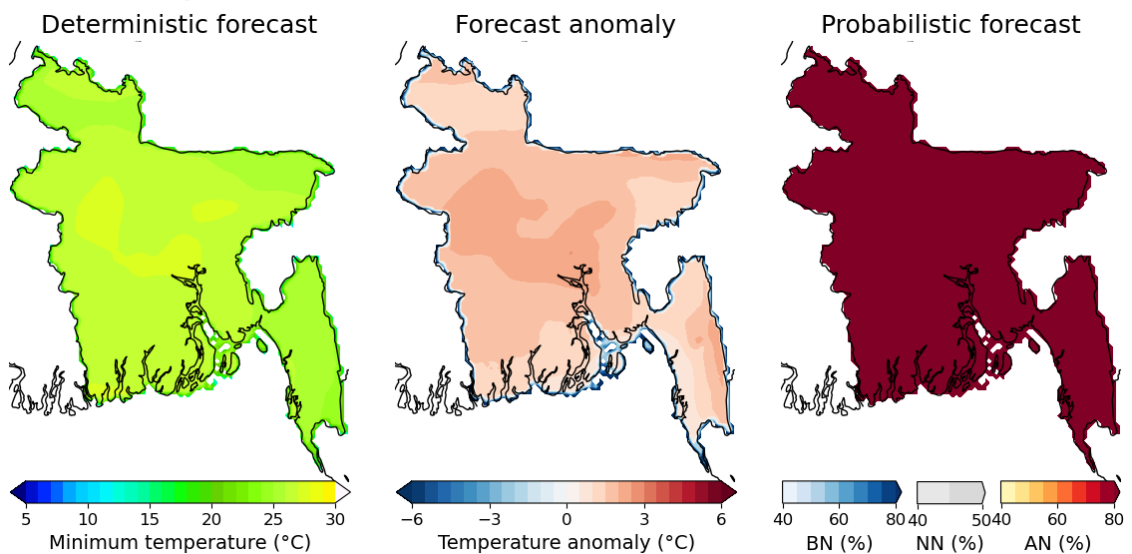 Deterministic forecast Forecast anomaly Probabilistic forecast
5 10 15 20 25 30 −6 −3 0 3 6 40 60 80 40 50 40 60 80
Minimum temperature (°C) Temperature anomaly (°C) BN (%) NN (%) AN (%)